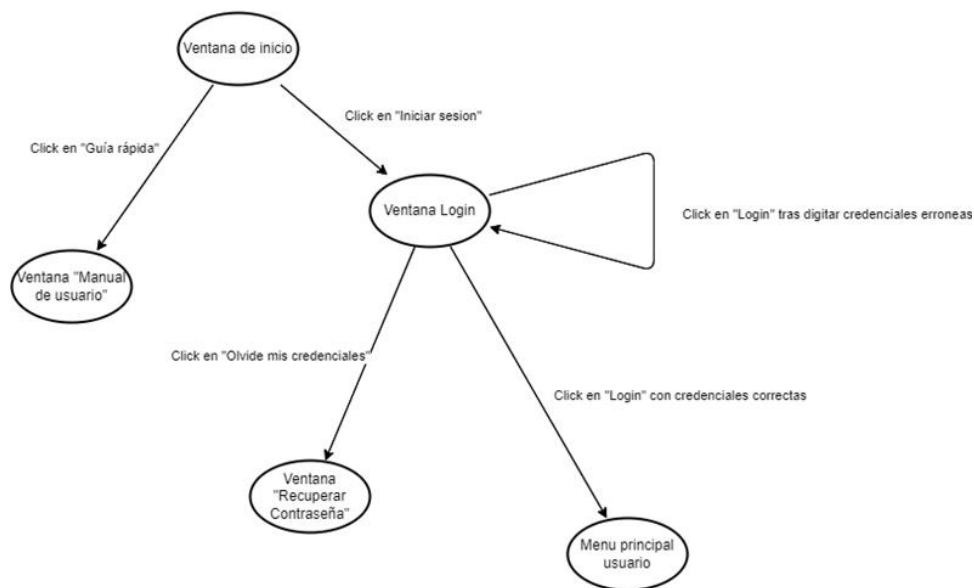 Ventana de inicio
Click en "Iniciar sesion"
Click en "Guía rápida"
Ventana Login
Click en "Login" tras digitar credenciales erroneas
Ventana "Manual
de usuario"
Click en "Olvide mis credenciales"
Click en "Login" con credenciales correctas
Ventana
"Recuperar
Contraseña"
Menu principal
usuario